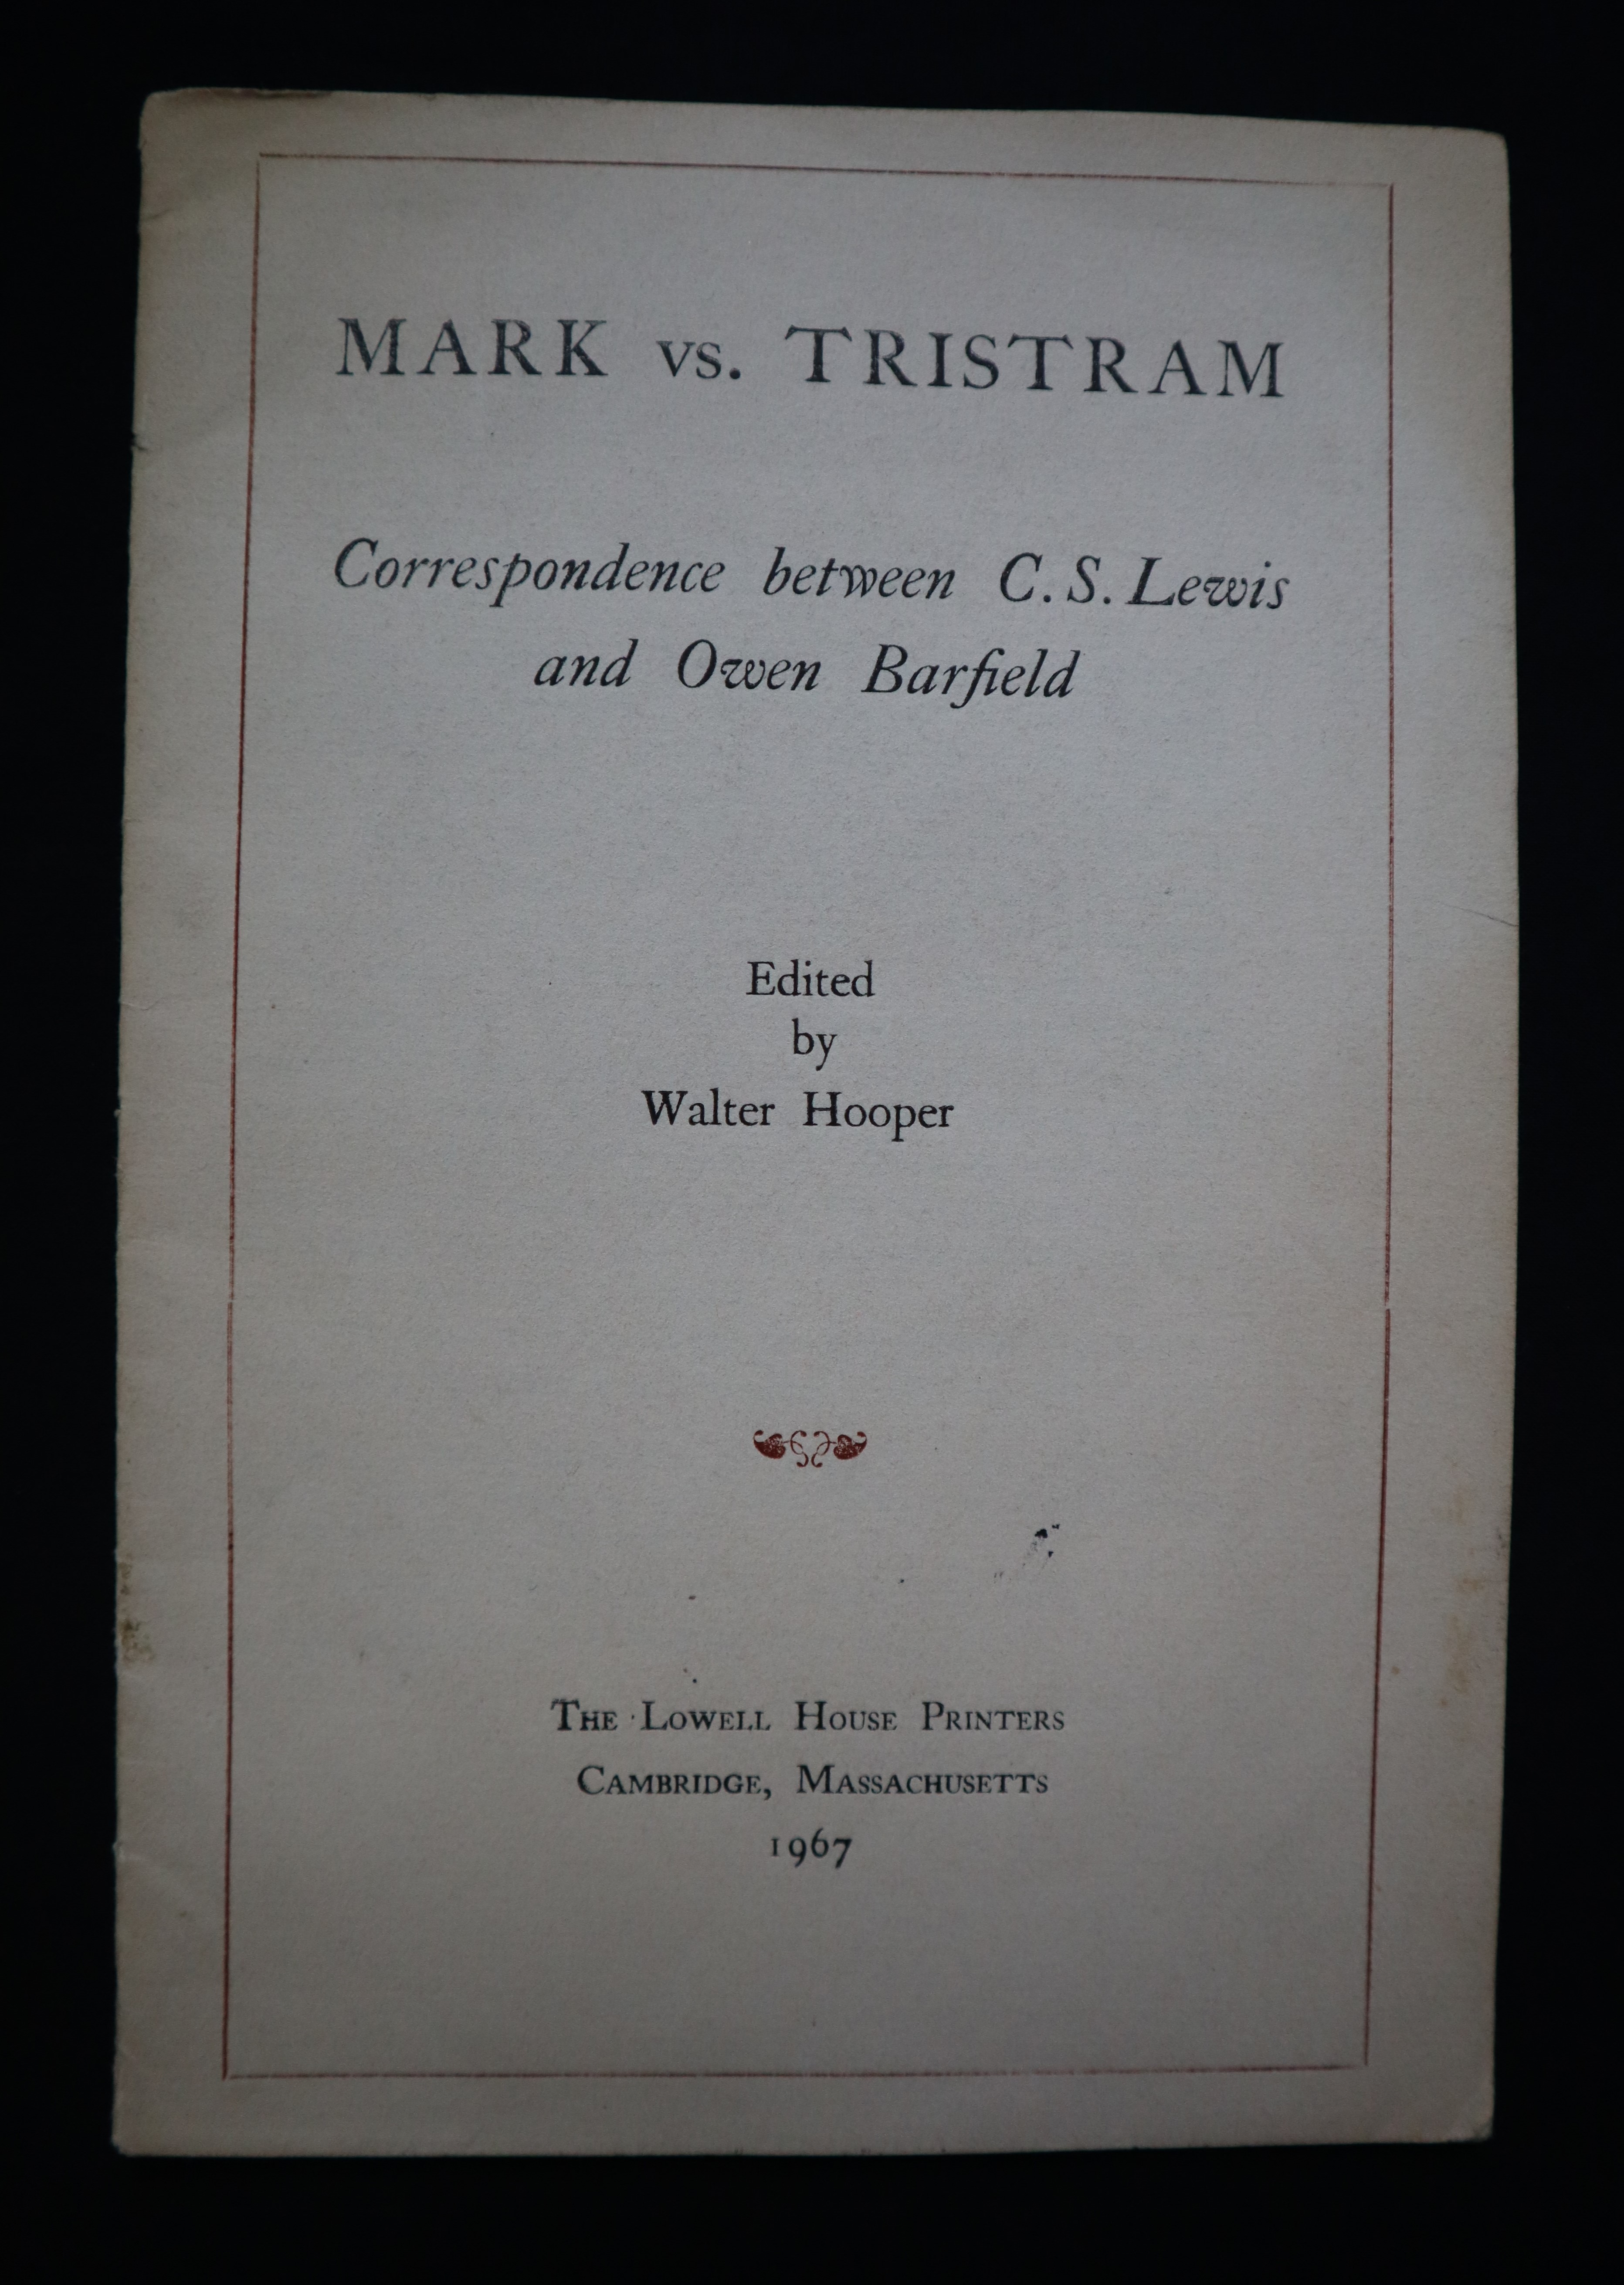 MARK vs. TRISTRAM
Correspondence between C. S. Lewis
and Owen Barfield
Edited
by
Walter Hooper
THE LOWELL HOUSE PRINTERS
CAMBRIDGE, MASSACHUSETTS
1967